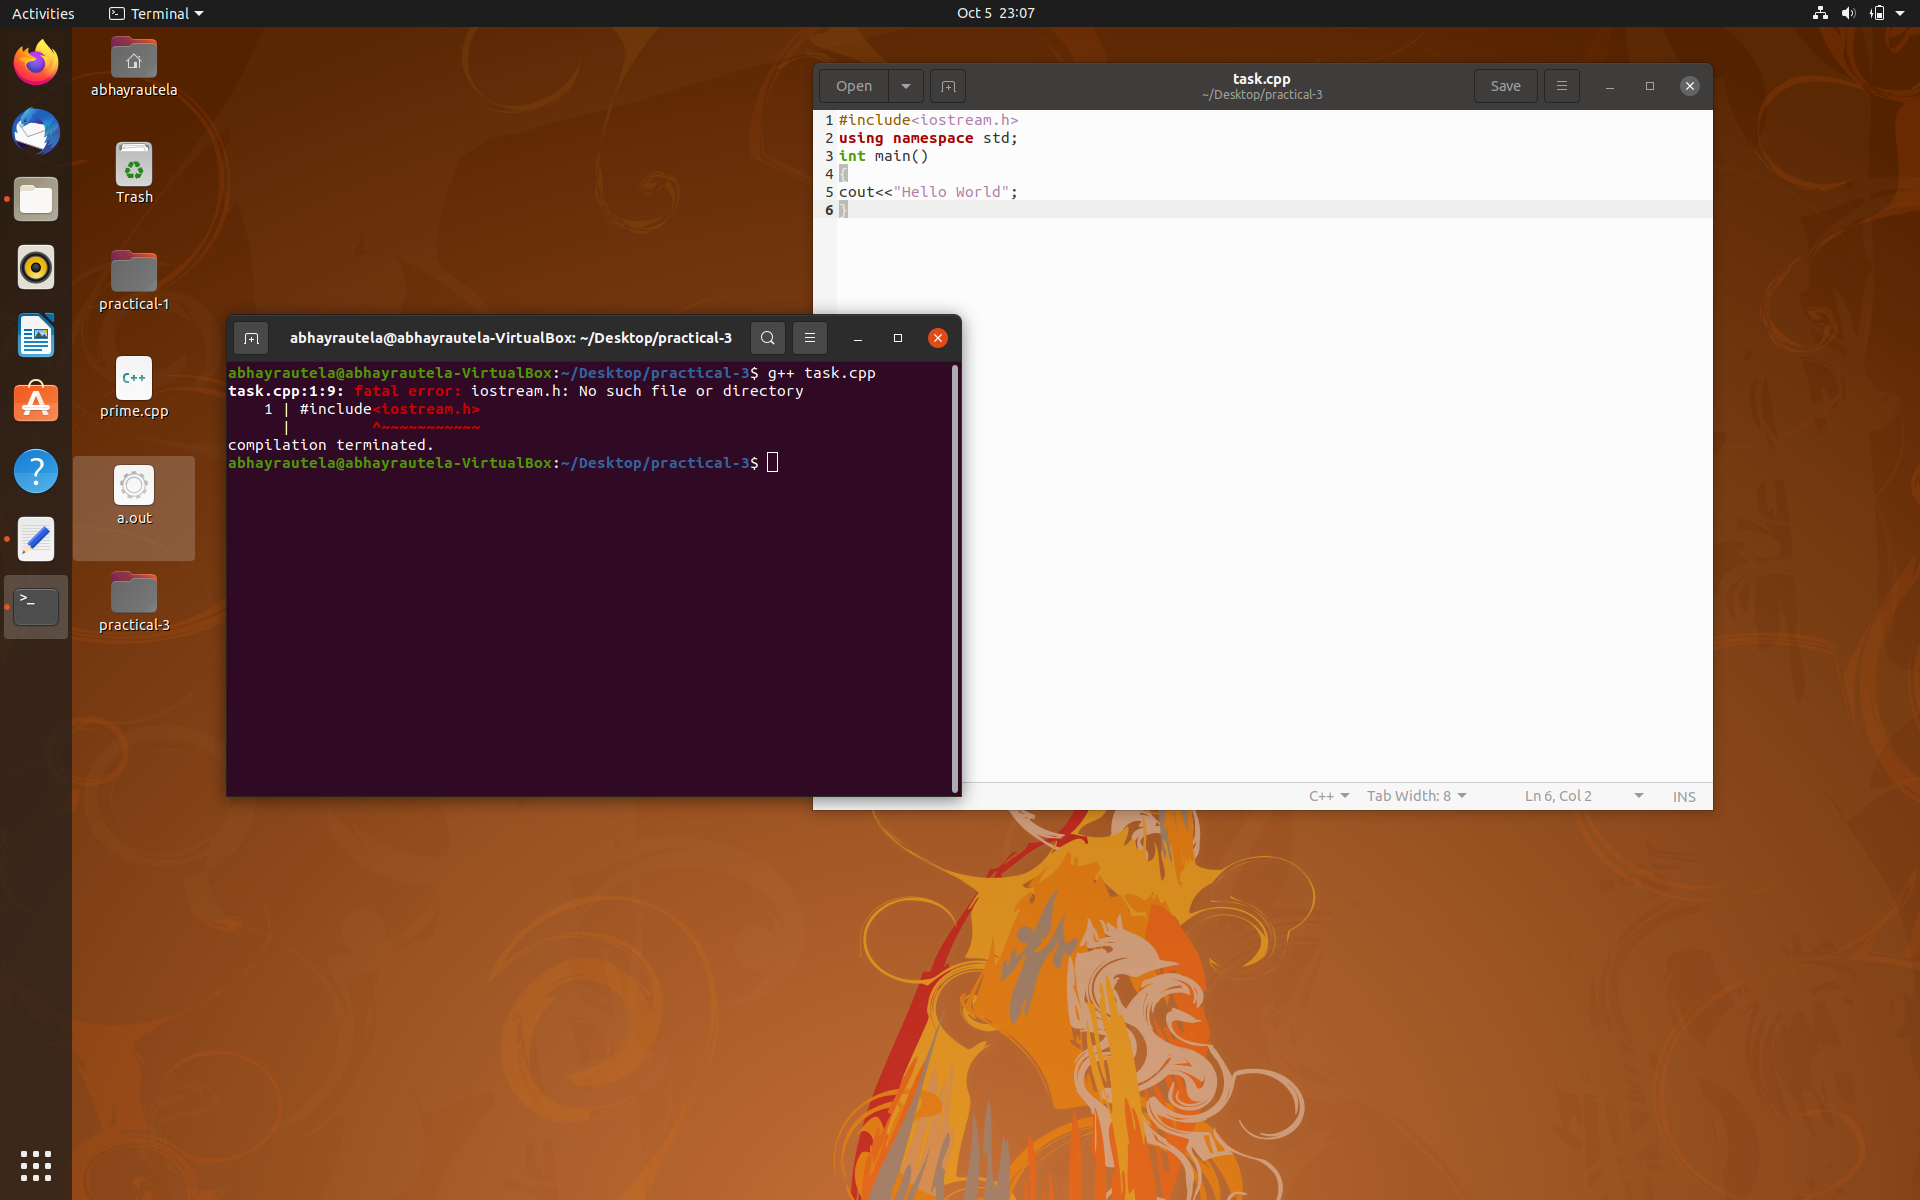 Activities
Terminal
Oct 5 23:07
abhayrautela
Trash
practical-1
C++
prime.cpp
a.out
practical-3
Open
task.cpp
~/Desktop/practical-3
Save
1 #include<iostream.h>
2 using namespace std;
3 int main()
4 {
5 cout<<"Hello World";
6 }
C++
Tab Width: 8
Ln 6, Col 2
INS
abhayrautela@abhayrautela-VirtualBox: ~/Desktop/practical-3
abhayrautela@abhayrautela-VirtualBox:~/Desktop/practical-3$ g++ task.cpp
task.cpp:1:9: fatal error: iostream.h: No such file or directory
    1 | #include<iostream.h>
      |         ^~~~~~~~~~~~
compilation terminated.
abhayrautela@abhayrautela-VirtualBox:~/Desktop/practical-3$